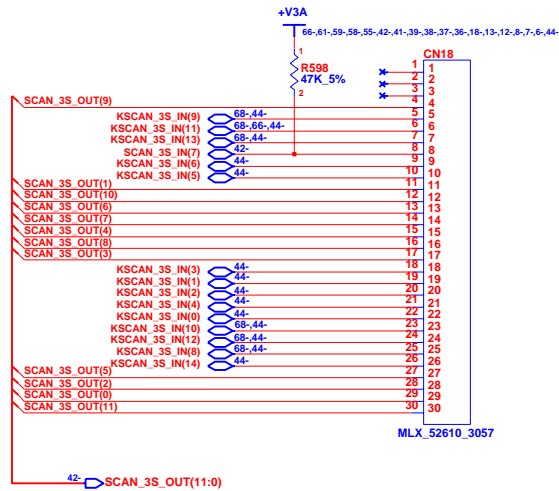 +V3A
66-,61-,59-,58-,55-,42-,41-,39-,38-,37-,36-,18-,13-,12-,8-,7-,6-,44-
CN18
1
R598
47K_5%
2
1 1
2 2
3 3
SCAN_3S_OUT(9) 4 4
KSCAN_3S_IN(9) 68-,44- 5 5
KSCAN_3S_IN(11) 68-,66-,44- 6 6
KSCAN_3S_IN(13) 68-,44- 7 7
SCAN_3S_IN(7) 42- 8 8
KSCAN_3S_IN(6) 44- 9 9
KSCAN_3S_IN(5) 44- 10 10
SCAN_3S_OUT(1) 11 11
SCAN_3S_OUT(10) 12 12
SCAN_3S_OUT(6) 13 13
SCAN_3S_OUT(7) 14 14
SCAN_3S_OUT(4) 15 15
SCAN_3S_OUT(8) 16 16
SCAN_3S_OUT(3) 17 17
KSCAN_3S_IN(3) 44- 18 18
KSCAN_3S_IN(1) 44- 19 19
KSCAN_3S_IN(2) 44- 20 20
KSCAN_3S_IN(4) 44- 21 21
KSCAN_3S_IN(0) 44- 22 22
KSCAN_3S_IN(10) 68-,44- 23 23
KSCAN_3S_IN(12) 68-,44- 24 24
KSCAN_3S_IN(8) 68-,44- 25 25
KSCAN_3S_IN(14) 44- 26 26
SCAN_3S_OUT(5) 27 27
SCAN_3S_OUT(2) 28 28
SCAN_3S_OUT(0) 29 29
SCAN_3S_OUT(11) 30 30
MLX_52610_3057
42- SCAN_3S_OUT(11:0)